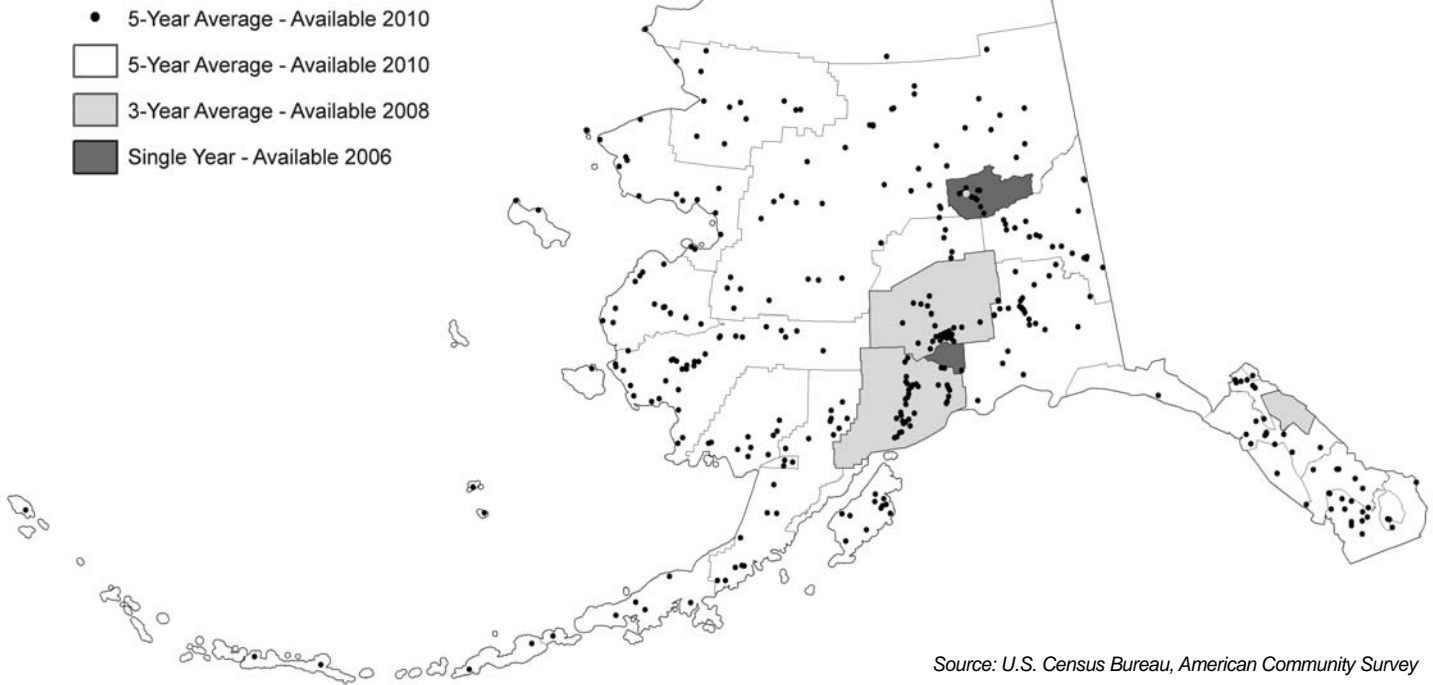 5-Year Average - Available 2010
5-Year Average - Available 2010
3-Year Average - Available 2008
Single Year - Available 2006
Source: U.S. Census Bureau, American Community Survey